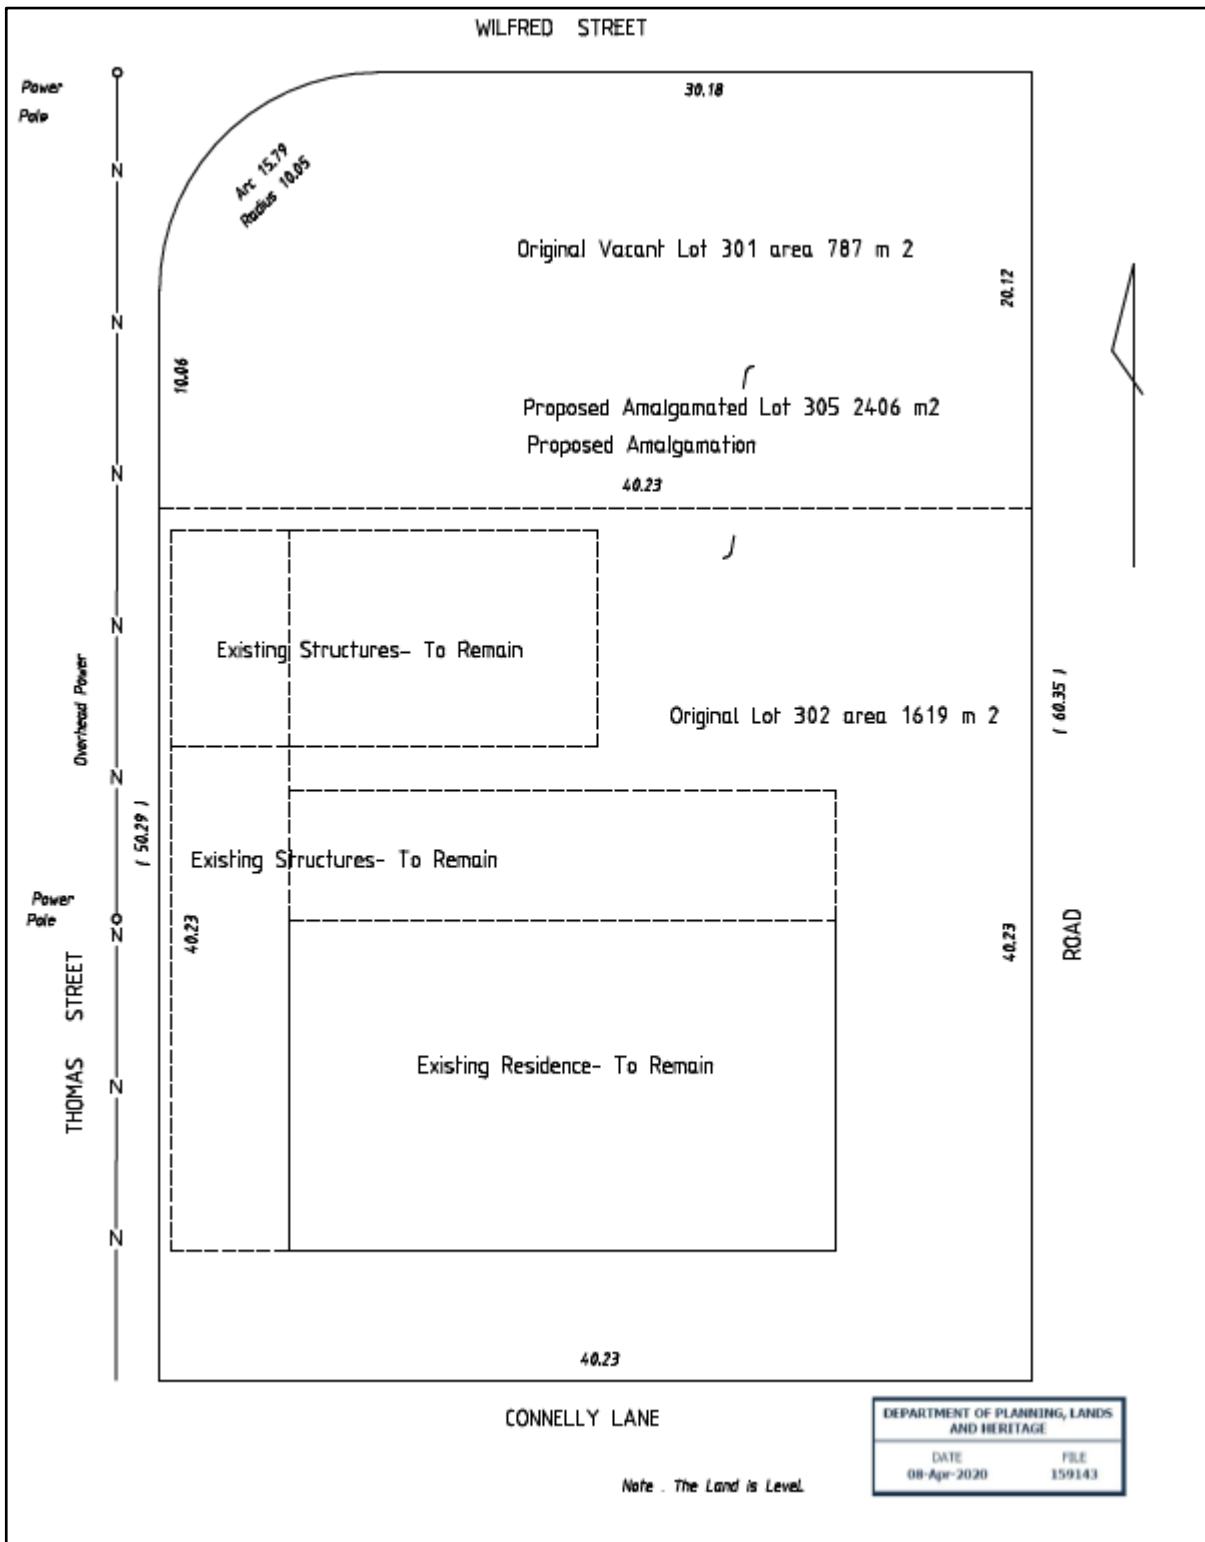 WILFRED STREET
Power
Pole
30.18
Arc 15.79
Radius 10.05
N
Original Vacant Lot 301 area 787 m 2
20.12
N
10.06
Proposed Amalgamated Lot 305 2406 m2
Proposed Amalgamation
N
40.23
N
Existing Structures- To Remain
Overhead Power
( 60.35 )
Original Lot 302 area 1619 m 2
N
( 50.29 )
Existing Structures- To Remain
Power
Pole
N
40.23
40.23
ROAD
THOMAS STREET
Existing Residence- To Remain
N
N
40.23
CONNELLY LANE
DEPARTMENT OF PLANNING, LANDS
AND HERITAGE
DATE FILE
08-Apr-2020 159143
Note . The Land is Level.